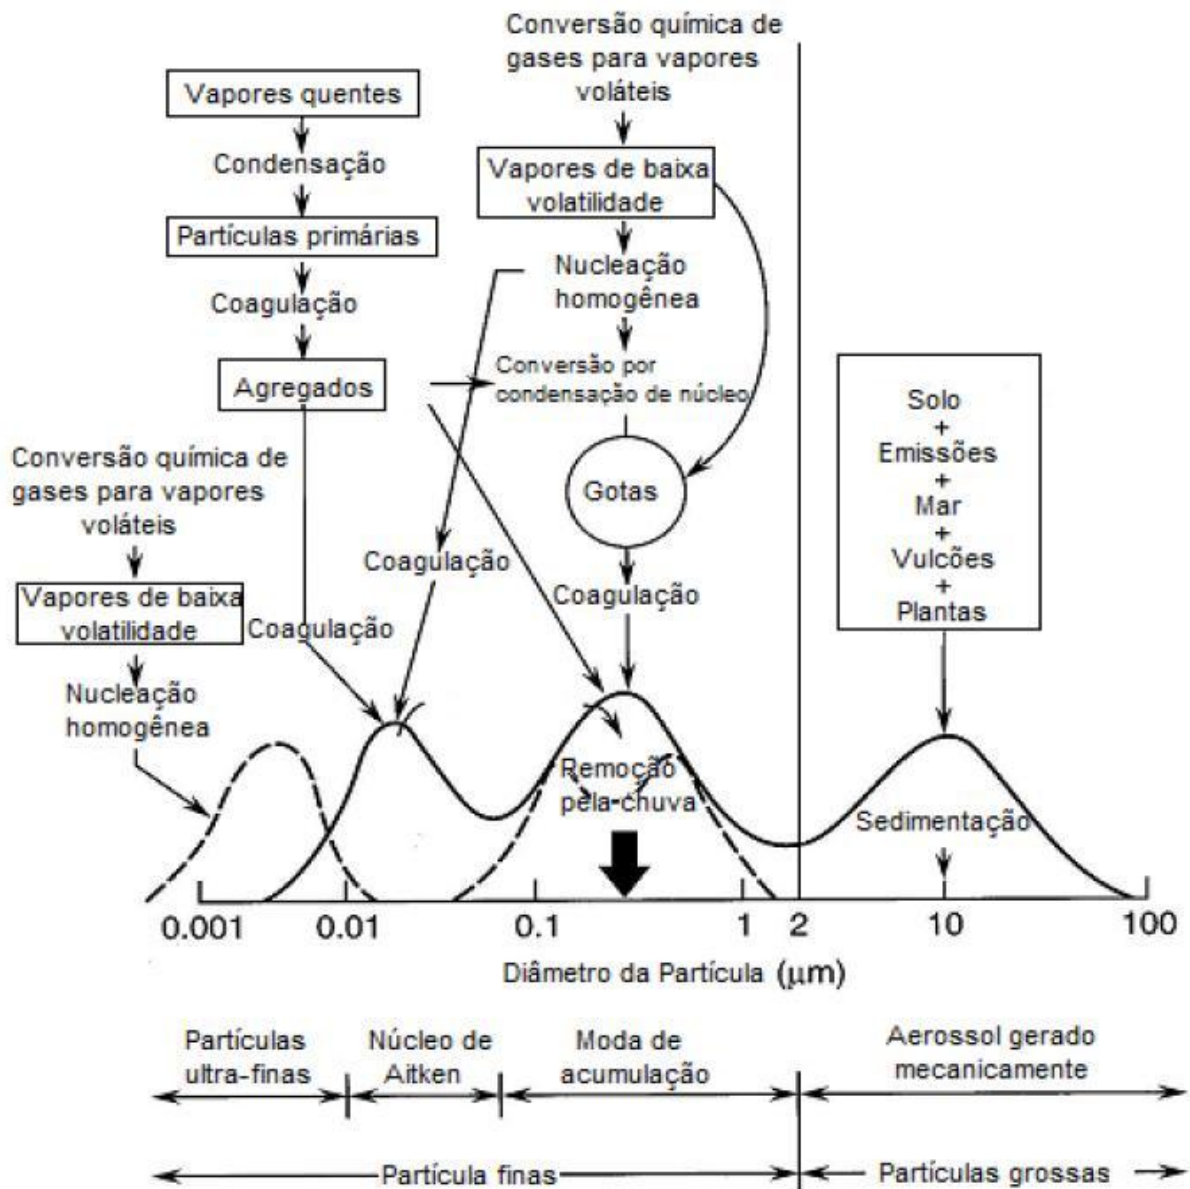 Conversão química de
gases para vapores
voláteis
Vapores quentes
Condensação
Vapores de baixa
volatilidade
Partículas primárias
Nucleação
homogênea
Coagulação
Agregados
Conversão por
condensação de núcleo
Solo
+
Emissões
+
Mar
+
Vulcões
+
Plantas
Conversão química de
gases para vapores
voláteis
Gotas
Coagulação
Coagulação
Vapores de baixa
volatilidade
Coagulação
Nucleação
homogênea
Remoção
pela chuva
Sedimentação
0.001 0.01 0.1 1 2 10 100
Diâmetro da Partícula (μm)
Partículas
ultra-finas
Núcleo de
Aitken
Moda de
acumulação
Aerossol gerado
mecanicamente
Partícula finas
Partículas grossas